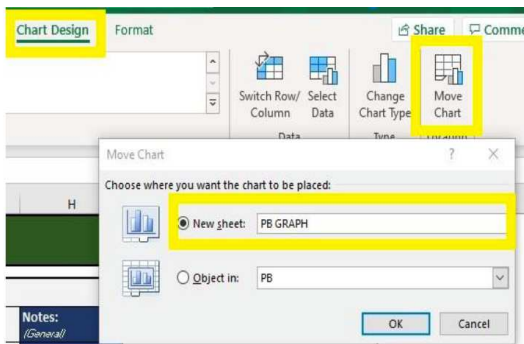 Chart Design Format Share Comme
Switch Row/ Select Change Move
Column Data Chart Type Chart
Data Type Location
Move Chart ? X
Choose where you want the chart to be placed:
H
New sheet: PB GRAPH
Object in: PB
Notes:
(General)
OK Cancel